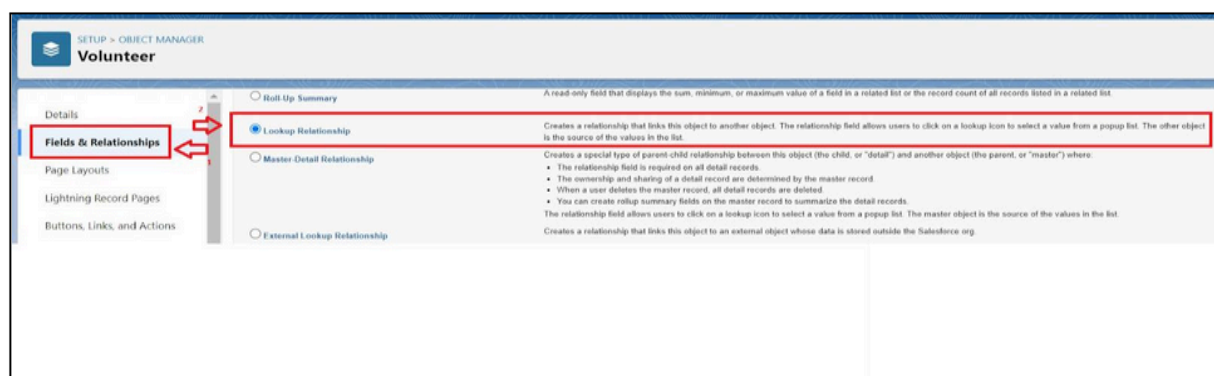 SETUP > OBJECT MANAGER
Volunteer
Details
Fields & Relationships
Page Layouts
Lightning Record Pages
Buttons, Links, and Actions
2
1
Roll-Up Summary
A read-only field that displays the sum, minimum, or maximum value of a field in a related list or the record count of all records listed in a related list.
Lookup Relationship
Creates a relationship that links this object to another object. The relationship field allows users to click on a lookup icon to select a value from a popup list. The other object
is the source of the values in the list.
Master-Detail Relationship
Creates a special type of parent-child relationship between this object (the child, or "detail") and another object (the parent, or "master") where:
• The relationship field is required on all detail records.
• The ownership and sharing of a detail record are determined by the master record.
• When a user deletes the master record, all detail records are deleted.
• You can create rollup summary fields on the master record to summarize the detail records.
The relationship field allows users to click on a lookup icon to select a value from a popup list. The master object is the source of the values in the list.
External Lookup Relationship
Creates a relationship that links this object to an external object whose data is stored outside the Salesforce org.